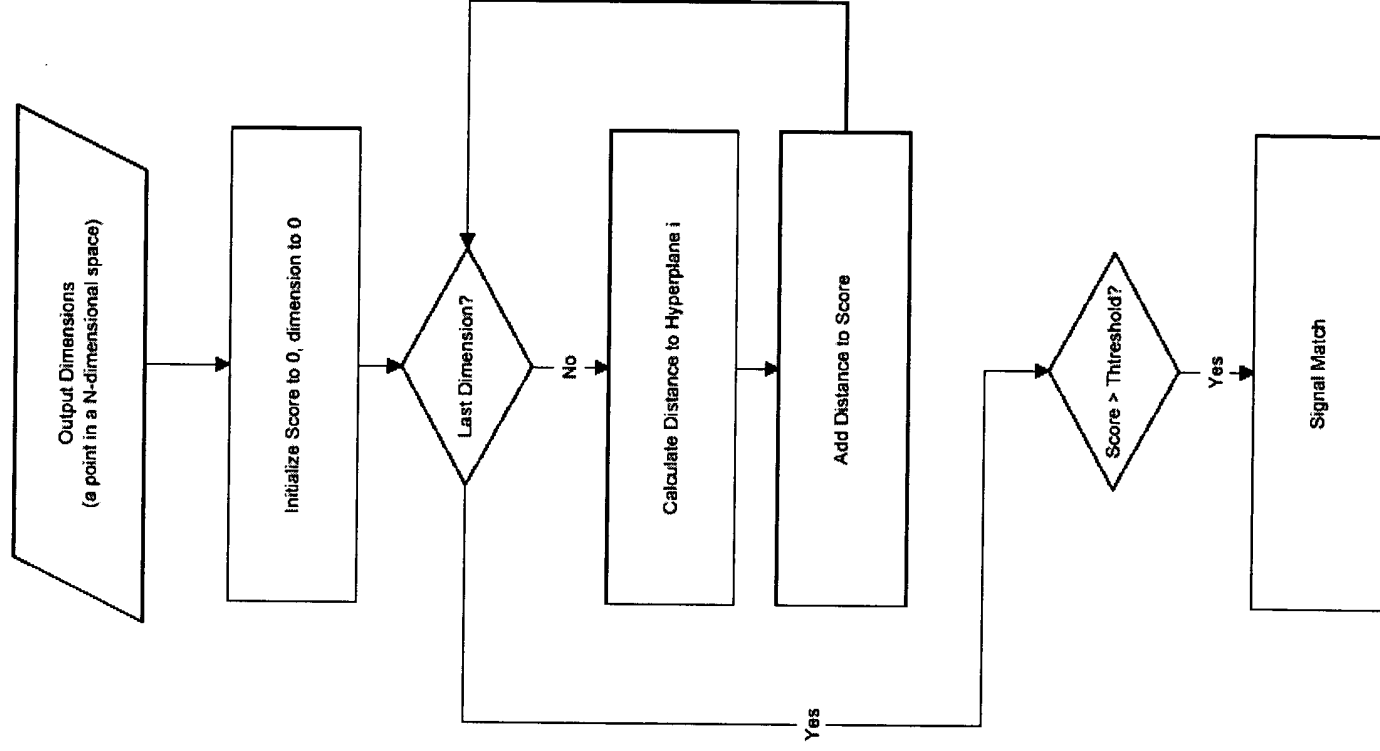 Output Dimensions
(a point in a N-dimensional space)
Initialize Score to 0, dimension to 0
Last Dimension?
No
Calculate Distance to Hyperplane i
Add Distance to Score
Yes
Score > Thtreshold?
Yes
Signal Match